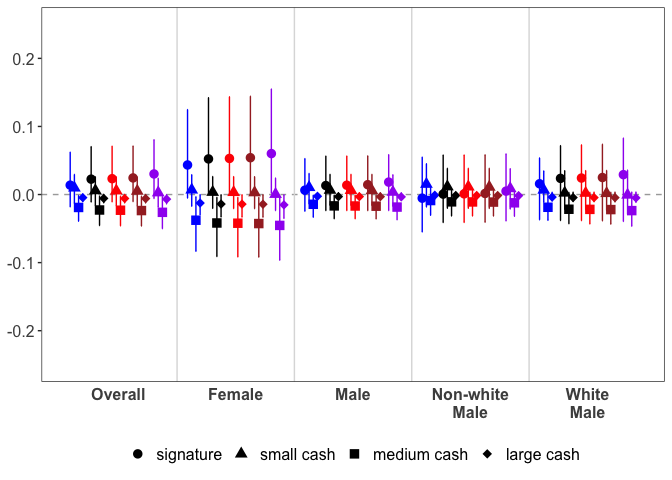 0.2
0.1
0.0
-0.1
-0.2
Overall Female Male Non-white White
Male Male
signature small cash medium cash large cash